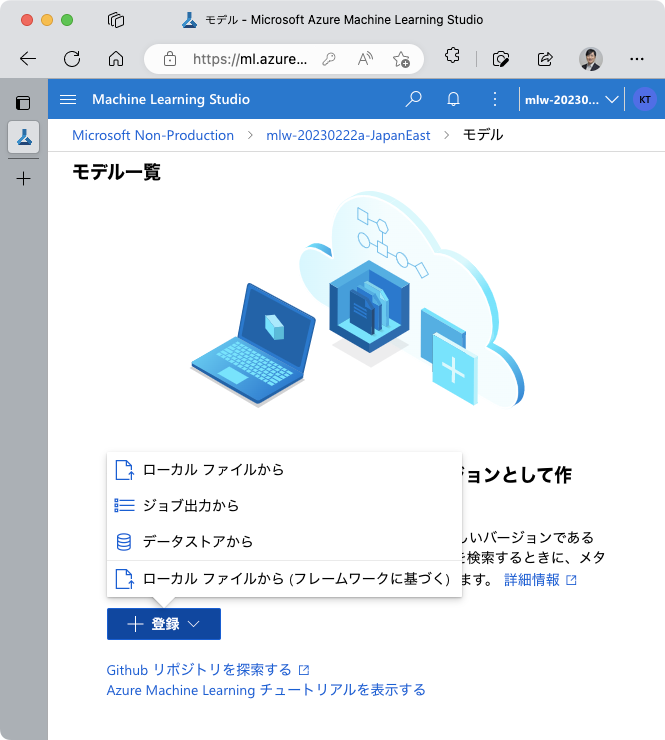 モデル - Microsoft Azure Machine Learning Studio
https://ml.azure...
Machine Learning Studio
mlw-20230...
KT
Microsoft Non-Production > mlw-20230222a-JapanEast > モデル
モデル一覧
ローカル ファイルから
ジョンとして作
ジョブ出力から
しいバージョンである
データストアから
を検索するときに、メタ
ローカル ファイルから (フレームワークに基づく)
ます。 詳細情報
登録
Github リポジトリを探索する
Azure Machine Learning チュートリアルを表示する